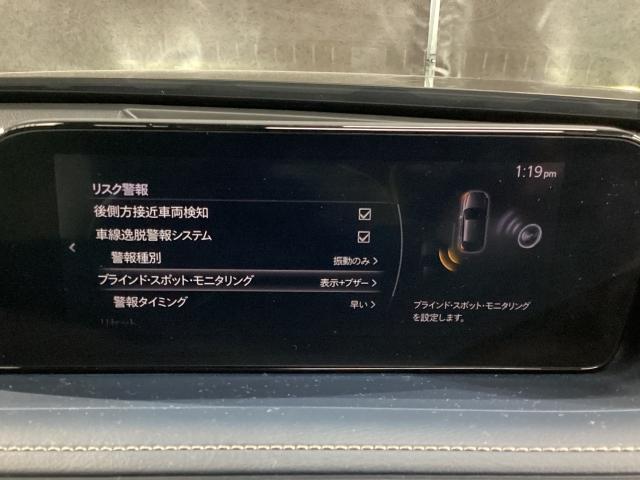 1:19 pm
リスク警報
後側方接近車両検知
車線逸脱警報システム
警報種別 振動のみ
ブラインド・スポット・モニタリング 表示+ブザー
警報タイミング 早い
ブラインド・スポット・モニタリング
を設定します。